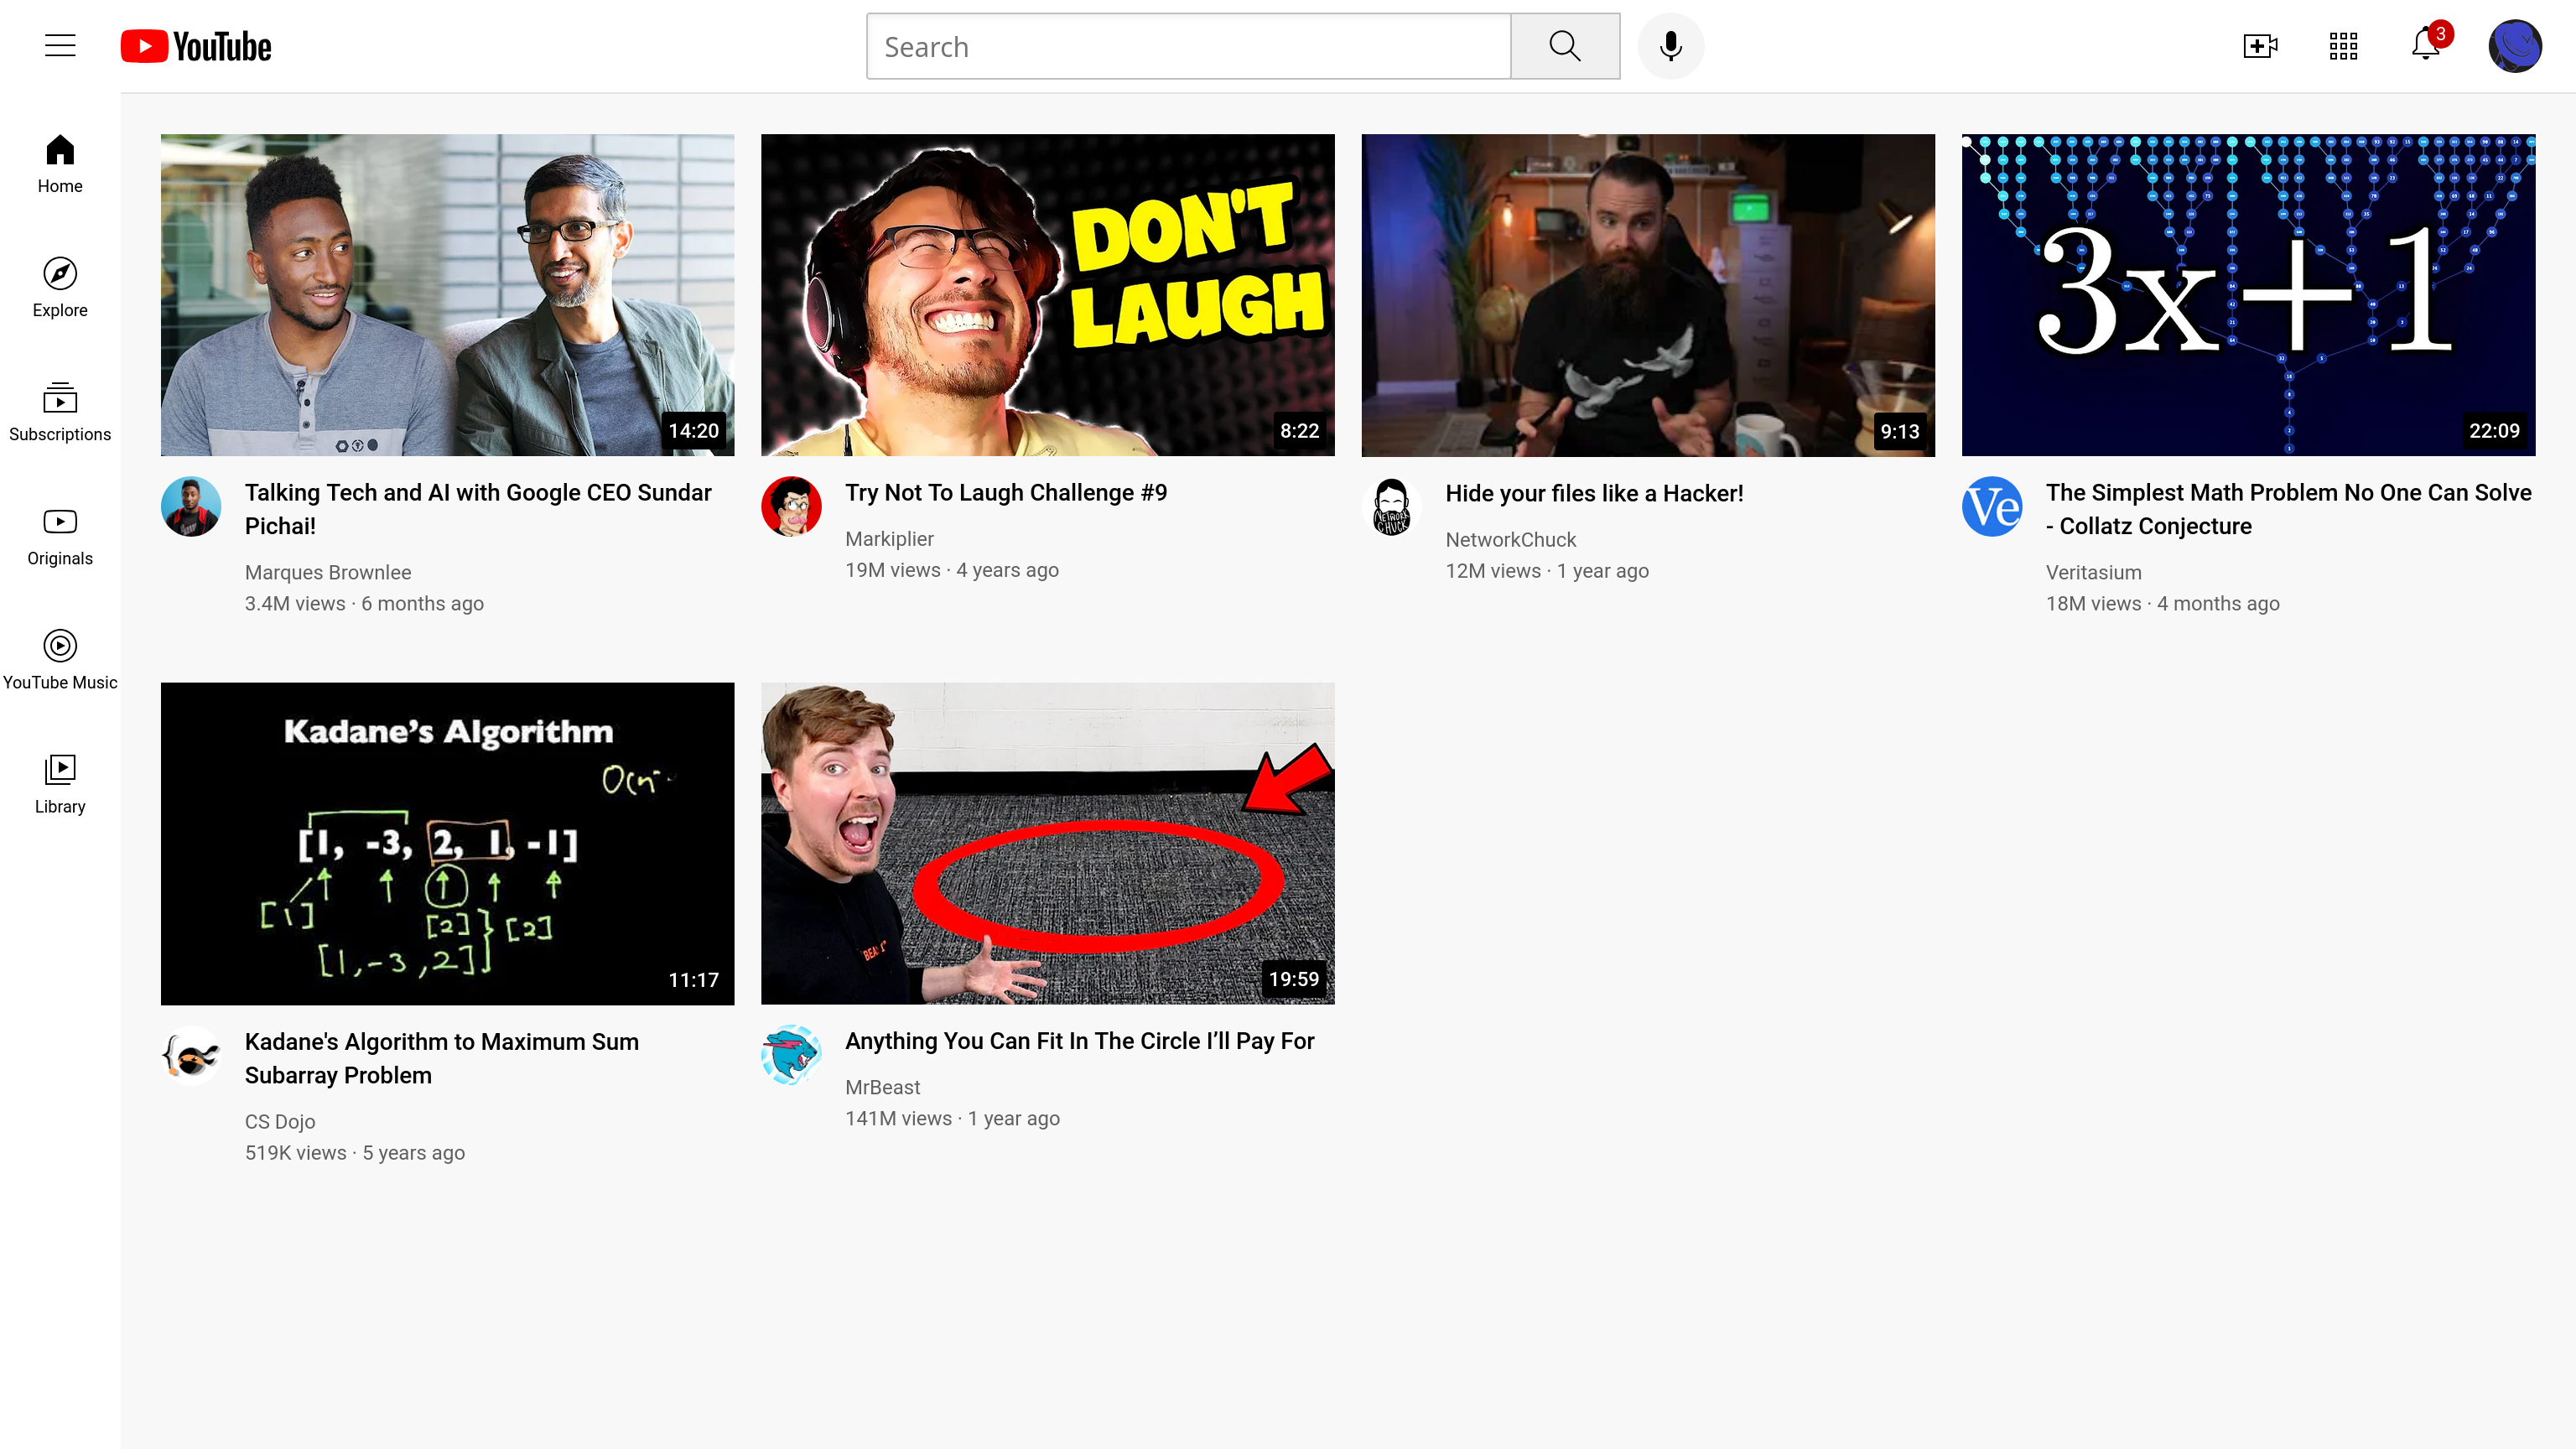 YouTube
Search
3
Home
Explore
Subscriptions
Originals
YouTube Music
Library
14:20
Talking Tech and AI with Google CEO Sundar
Pichai!
Marques Brownlee
3.4M views · 6 months ago
DON'T
LAUGH
8:22
Try Not To Laugh Challenge #9
Markiplier
19M views · 4 years ago
9:13
NETWORK
CHUCK
Hide your files like a Hacker!
NetworkChuck
12M views · 1 year ago
3x+1
22:09
Ve
The Simplest Math Problem No One Can Solve
- Collatz Conjecture
Veritasium
18M views · 4 months ago
Kadane's Algorithm
[1, -3, 2, 1, -1]
[1]
[2] } [2]
[1,-3,2]
11:17
Kadane's Algorithm to Maximum Sum
Subarray Problem
CS Dojo
519K views · 5 years ago
19:59
Anything You Can Fit In The Circle I’ll Pay For
MrBeast
141M views · 1 year ago